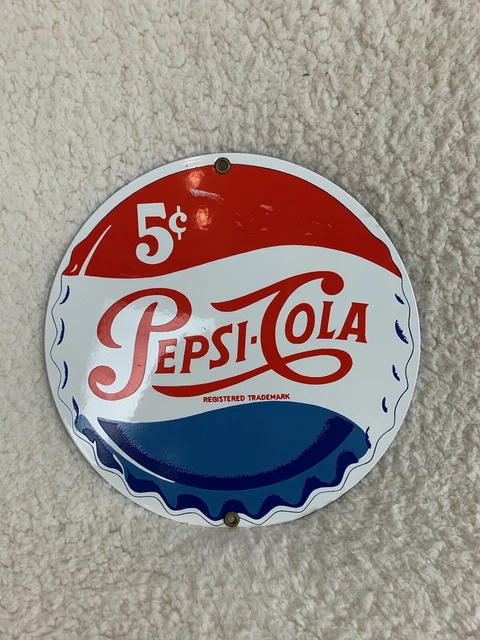 5¢
PEPSI-COLA
REGISTERED TRADEMARK